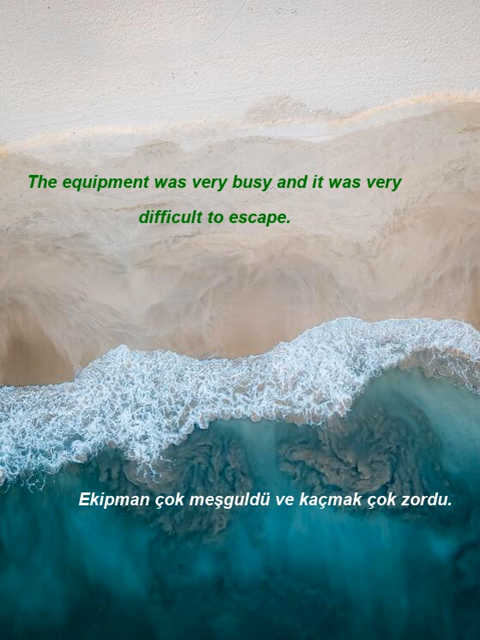 The equipment was very busy and it was very
difficult to escape.
Ekipman çok meşguldü ve kaçmak çok zordu.